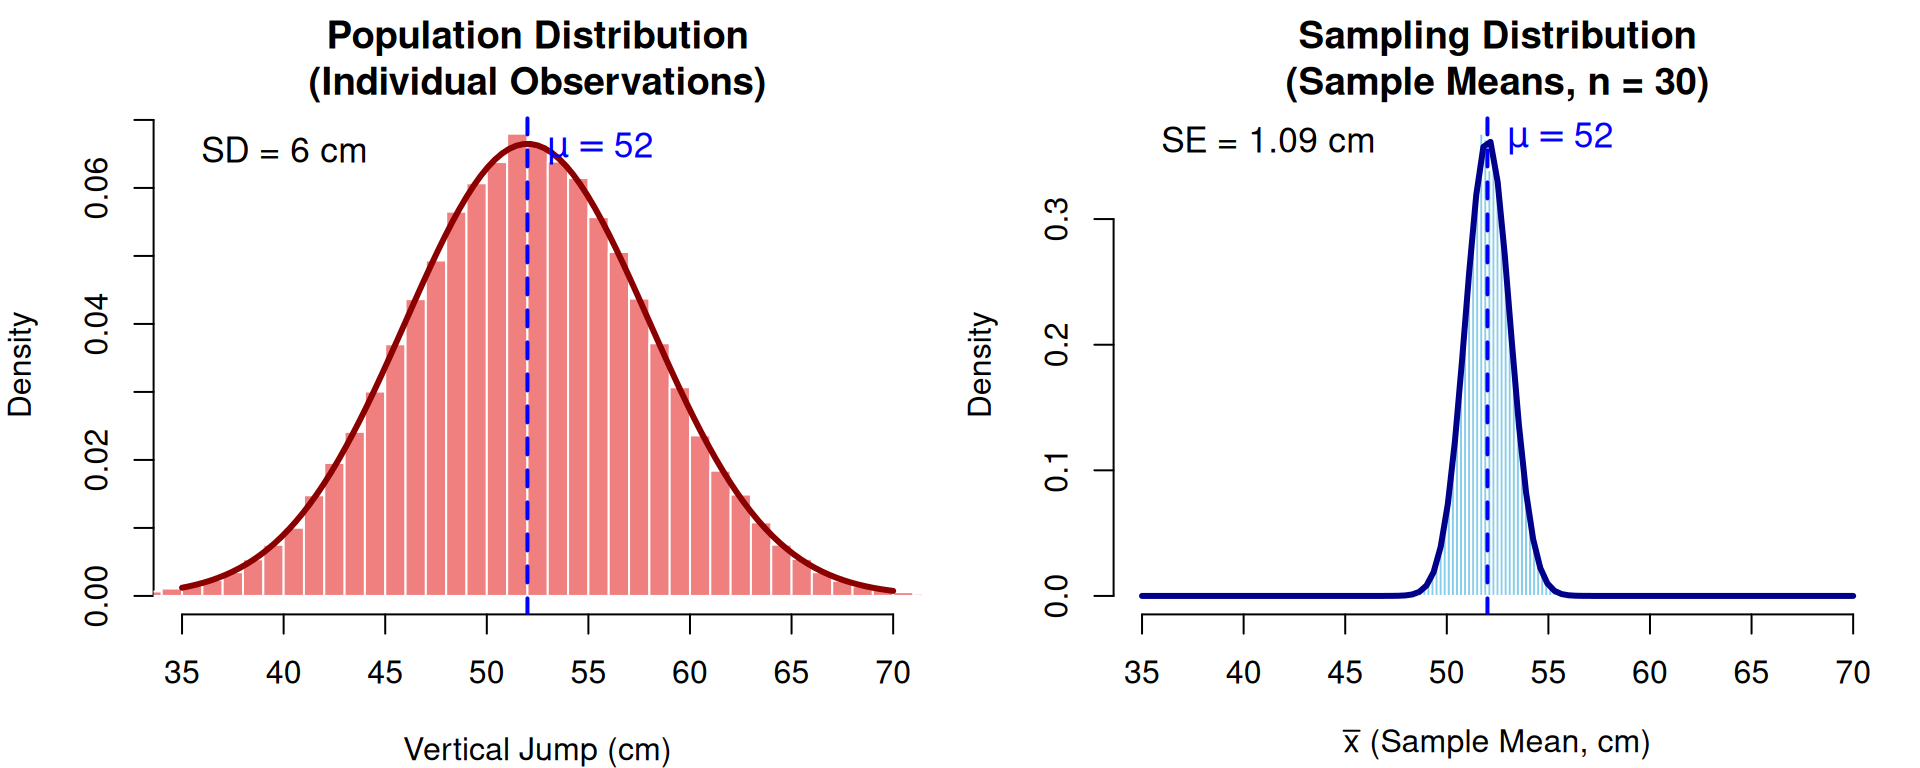 Population Distribution
(Individual Observations)
SD = 6 cm
μ = 52
Density
0.00
0.02
0.04
0.06
35 40 45 50 55 60 65 70
Vertical Jump (cm)
Sampling Distribution
(Sample Means, n = 30)
SE = 1.09 cm
μ = 52
Density
0.0
0.1
0.2
0.3
35 40 45 50 55 60 65 70
x̅ (Sample Mean, cm)